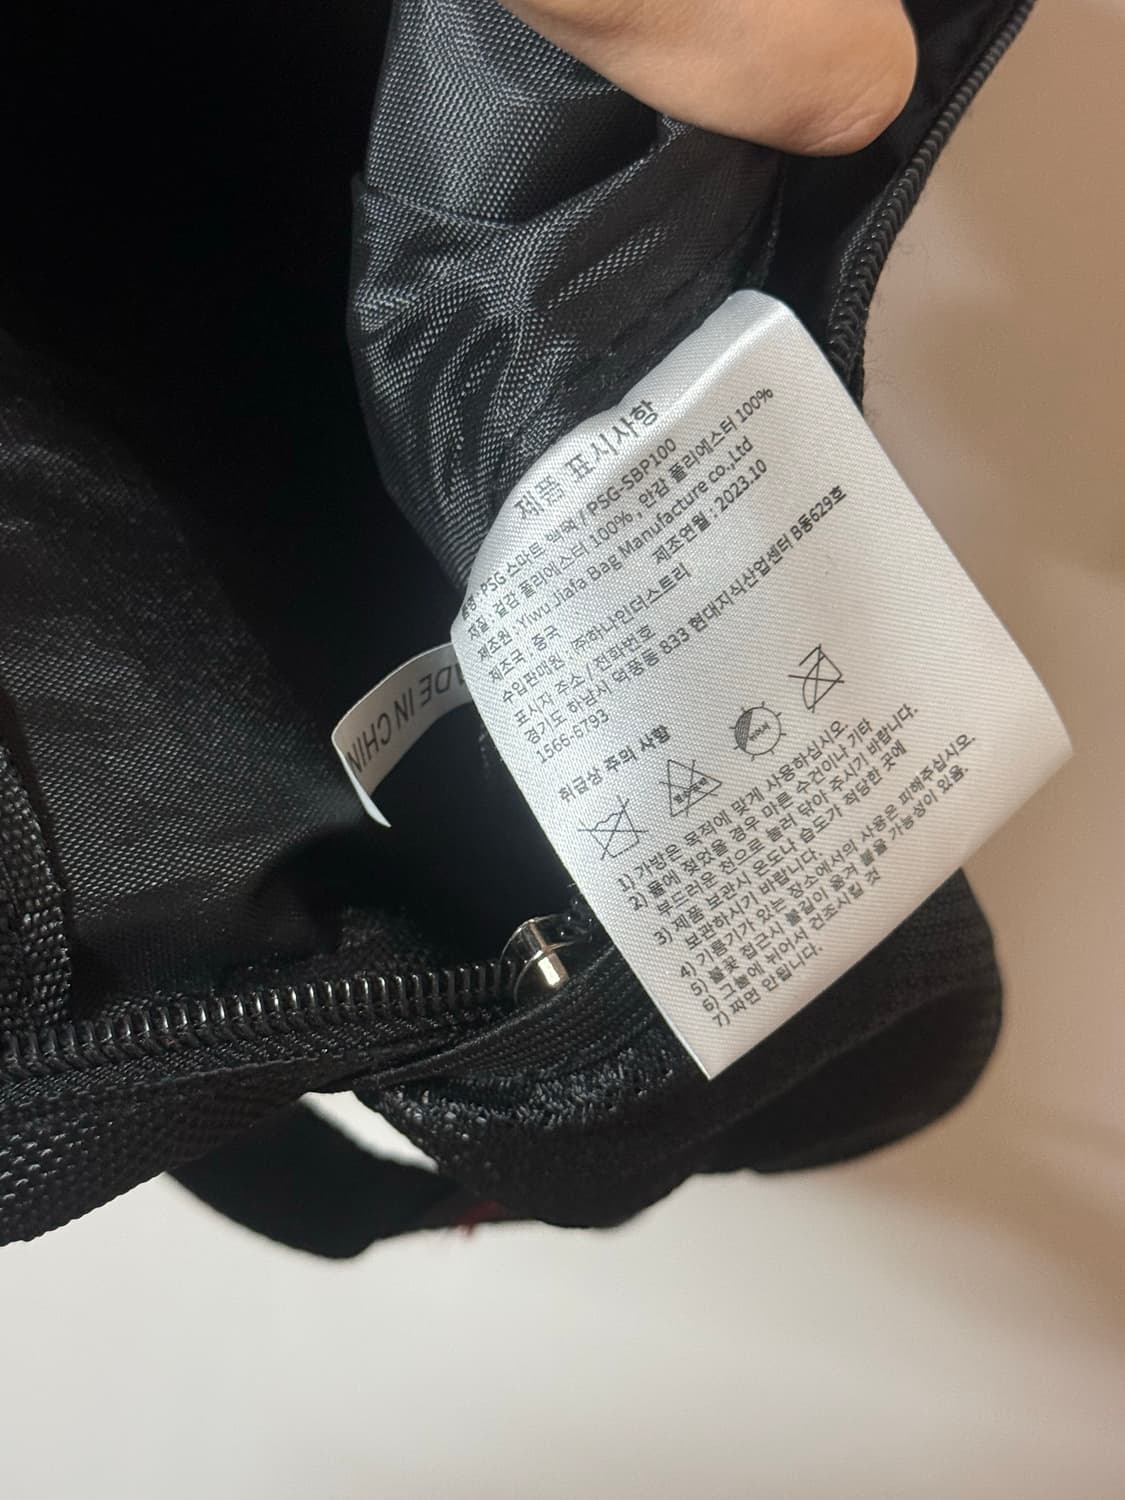 제품 표시사항
품명 : PSG 스마트 백팩 / PSG-SBP100
재질 : 겉감 폴리에스터 100% , 안감 폴리에스터 100%
제조원 : Yiwu Jiafa Bag Manufacture co.,Ltd
제조국 : 중국 제조연월 : 2023.10
수입판매원 : ㈜하나인더스트리
표시자 주소 / 전화번호
경기도 하남시 덕풍동 833 현대지식산업센터 B동629호
1566-6793
취급상 주의 사항
1) 가방은 목적에 맞게 사용하십시오.
2) 물에 젖었을 경우 마른 수건이나 기타
부드러운 천으로 눌러 닦아 주시기 바랍니다.
3) 제품 보관시 온도나 습도가 적당한 곳에
보관하시기 바랍니다.
4) 기름기가 있는 장소에서의 사용은 피해주십시오.
5) 불꽃 접근시 불길이 옮겨 붙을 가능성이 있음.
6) 그늘에 뉘어서 건조시킬 것
7) 짜면 안됩니다.
ADE IN CHIN